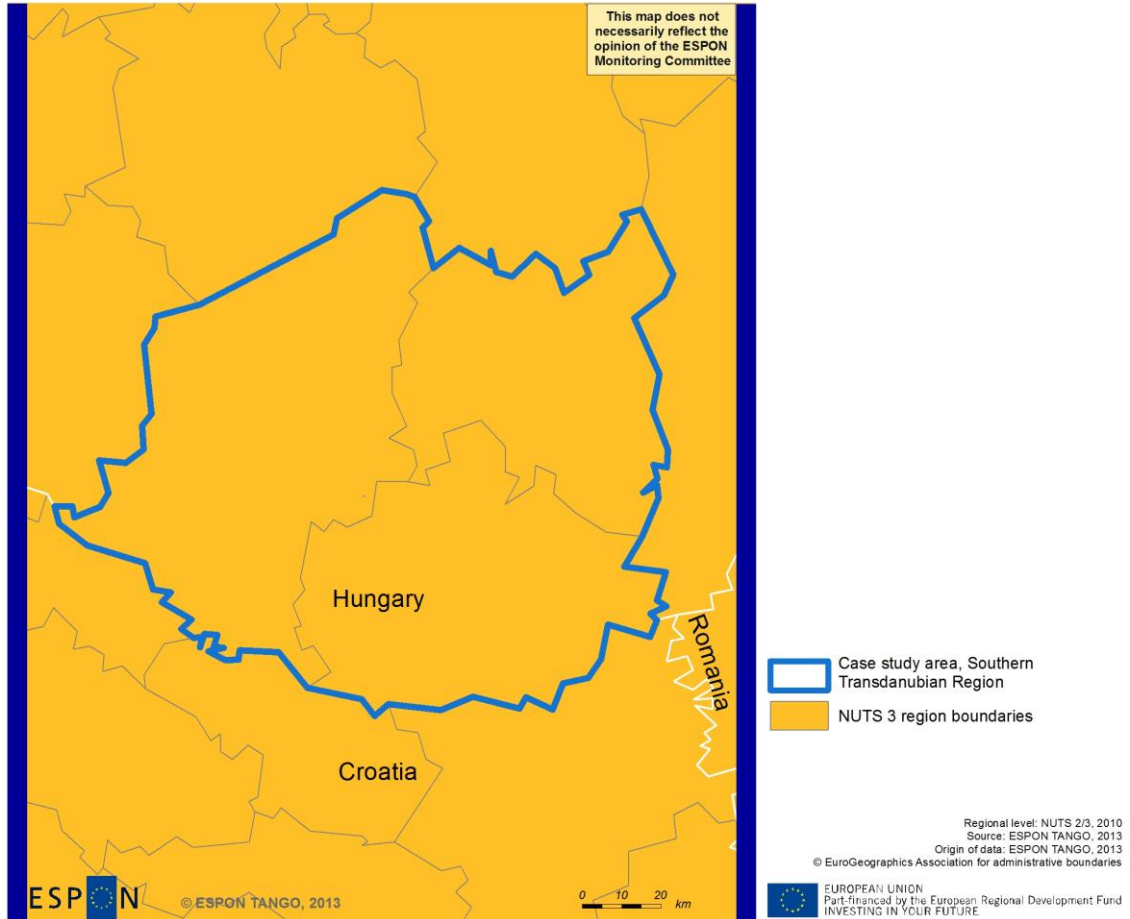 This map does not
necessarily reflect the
opinion of the ESPON
Monitoring Committee
Hungary
Romania
Croatia
Case study area, Southern
Transdanubian Region
NUTS 3 region boundaries
Regional level: NUTS 2/3, 2010
Source: ESPON TANGO, 2013
Origin of data: ESPON TANGO, 2013
© EuroGeographics Association for administrative boundaries
ESPON
© ESPON TANGO, 2013
0 10 20
km
EUROPEAN UNION
Part-financed by the European Regional Development Fund
INVESTING IN YOUR FUTURE